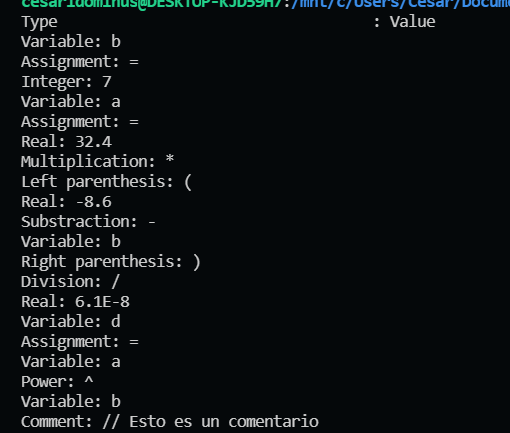 cesaridominus@DESKTOP-KJD59H7:/mnt/c/Users/Cesar/Docume
Type : Value
Variable: b
Assignment: =
Integer: 7
Variable: a
Assignment: =
Real: 32.4
Multiplication: *
Left parenthesis: (
Real: -8.6
Substraction: -
Variable: b
Right parenthesis: )
Division: /
Real: 6.1E-8
Variable: d
Assignment: =
Variable: a
Power: ^
Variable: b
Comment: // Esto es un comentario